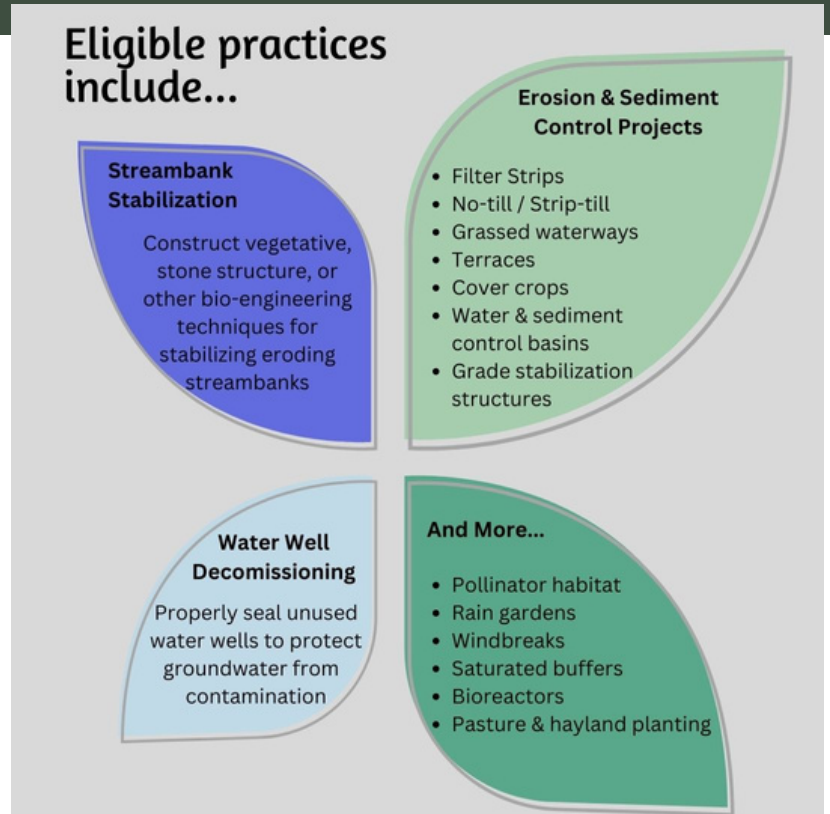 Eligible practices
include...
Streambank
Stabilization
Construct vegetative,
stone structure, or
other bio-engineering
techniques for
stabilizing eroding
streambanks
Erosion & Sediment
Control Projects
• Filter Strips
• No-till / Strip-till
• Grassed waterways
• Terraces
• Cover crops
• Water & sediment
control basins
• Grade stabilization
structures
Water Well
Decomissioning
Properly seal unused
water wells to protect
groundwater from
contamination
And More...
• Pollinator habitat
• Rain gardens
• Windbreaks
• Saturated buffers
• Bioreactors
• Pasture & hayland planting